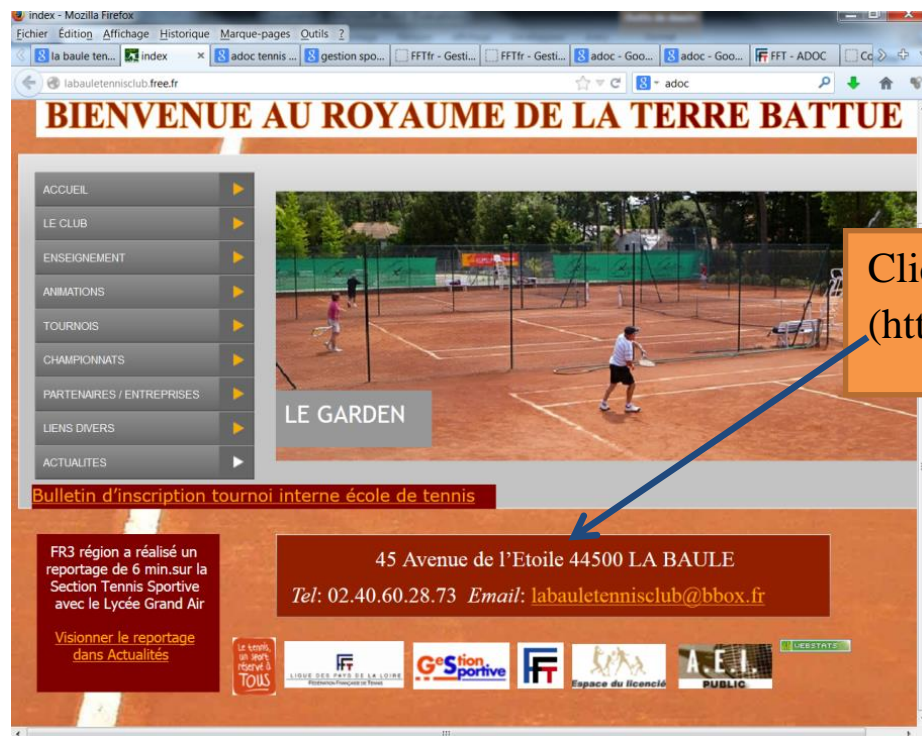 index - Mozilla Firefox
Fichier Édition Affichage Historique Marque-pages Outils ?
la baule ten... index × adoc tennis ... gestion spo... FFTfr - Gesti... FFTfr - Gesti... adoc - Goo... adoc - Goo... FFT - ADOC Co
labauletennisclub.free.fr adoc
BIENVENUE AU ROYAUME DE LA TERRE BATTUE
ACCUEIL
LE CLUB
ENSEIGNEMENT
ANIMATIONS
TOURNOIS
CHAMPIONNATS
PARTENAIRES / ENTREPRISES
LIENS DIVERS
ACTUALITES
LE GARDEN
Clic
(htt
Bulletin d'inscription tournoi interne école de tennis
FR3 région a réalisé un
reportage de 6 min.sur la
Section Tennis Sportive
avec le Lycée Grand Air
Visionner le reportage
dans Actualités
45 Avenue de l'Etoile 44500 LA BAULE
Tel: 02.40.60.28.73 Email: labauletennisclub@bbox.fr
Le tennis,
un sport
réservé à
TOUS
FFT
LIGUE DES PAYS DE LA LOIRE
FÉDÉRATION FRANÇAISE DE TENNIS
GeStion
Sportive
FFT
Espace du licencié
A.E.I.
PUBLIC
WEBSTATS